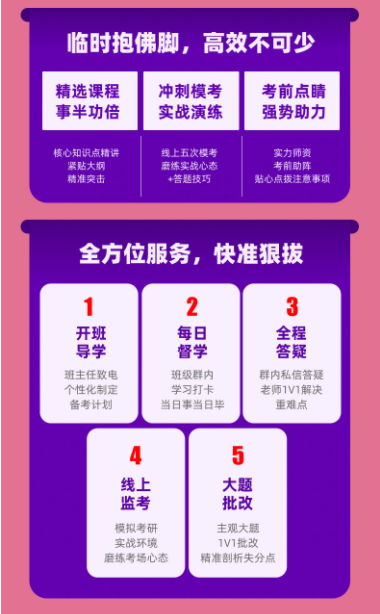 临时抱佛脚，高效不可少
精选课程
事半功倍
冲刺模考
实战演练
考前点睛
强势助力
核心知识点精讲
紧贴大纲
精准突击
线上五次模考
磨练实战心态
+答题技巧
实力师资
考前助阵
贴心点拨注意事项
全方位服务，快准狠拔
1
开班
导学
班主任致电
个性化制定
备考计划
2
每日
督学
班级群内
学习打卡
当日事当日毕
3
全程
答疑
群内私信答疑
老师1V1解决
重难点
4
线上
监考
模拟考研
实战环境
磨练考场心态
5
大题
批改
主观大题
1V1批改
精准剖析失分点